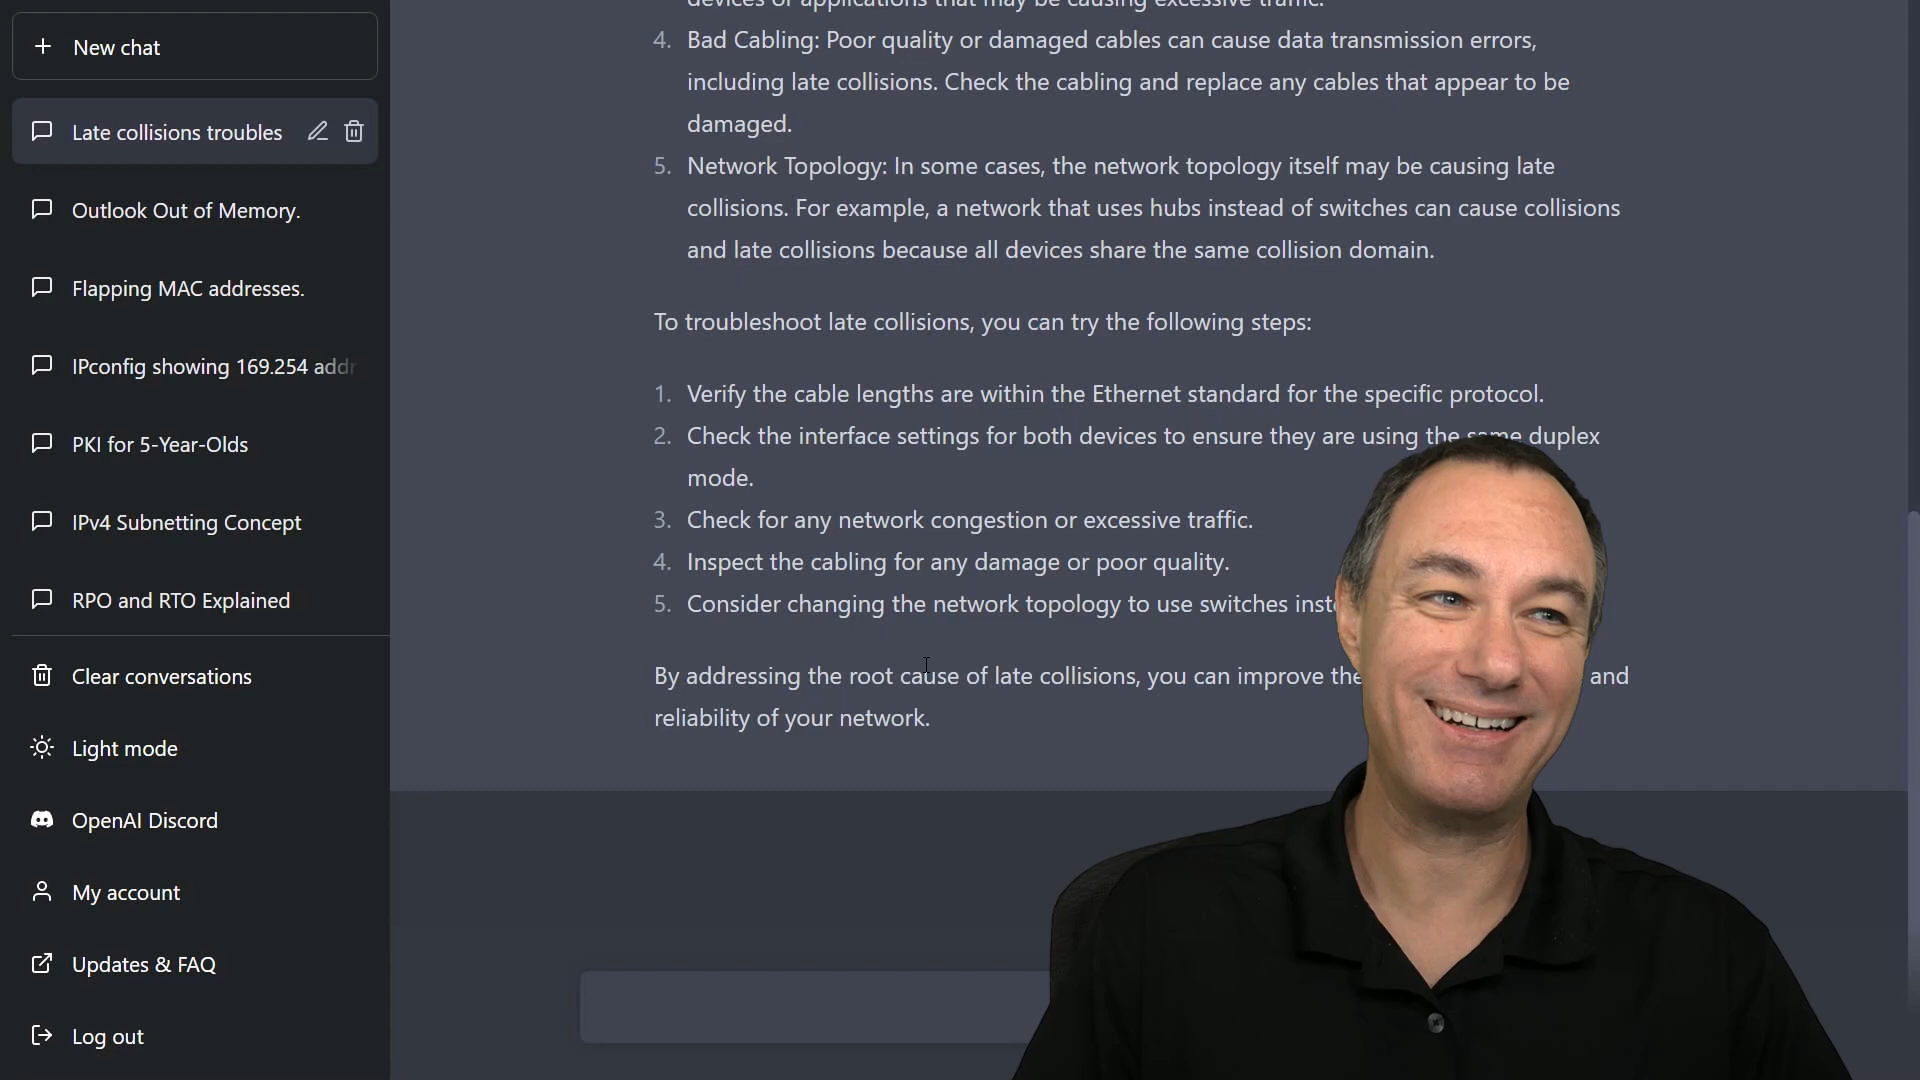 New chat
Late collisions troubles
Outlook Out of Memory.
Flapping MAC addresses.
IPconfig showing 169.254 addr
PKI for 5-Year-Olds
IPv4 Subnetting Concept
RPO and RTO Explained
Clear conversations
Light mode
OpenAI Discord
My account
Updates & FAQ
Log out
devices or applications that may be causing excessive traffic.
4. Bad Cabling: Poor quality or damaged cables can cause data transmission errors,
including late collisions. Check the cabling and replace any cables that appear to be
damaged.
5. Network Topology: In some cases, the network topology itself may be causing late
collisions. For example, a network that uses hubs instead of switches can cause collisions
and late collisions because all devices share the same collision domain.
To troubleshoot late collisions, you can try the following steps:
1. Verify the cable lengths are within the Ethernet standard for the specific protocol.
2. Check the interface settings for both devices to ensure they are using the same duplex
mode.
3. Check for any network congestion or excessive traffic.
4. Inspect the cabling for any damage or poor quality.
5. Consider changing the network topology to use switches
By addressing the root cause of late collisions, you can improve the and
reliability of your network.